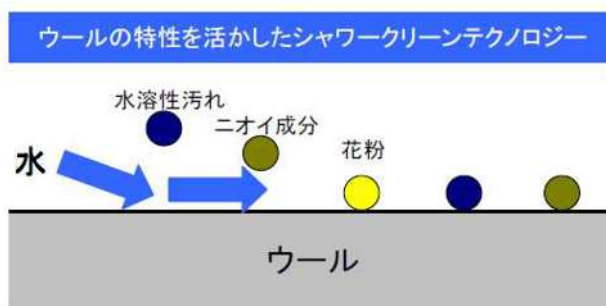 ウールの特性を活かしたシャワークリーンテクノロジー
水溶性汚れ
ニオイ成分
花粉
水
ウール